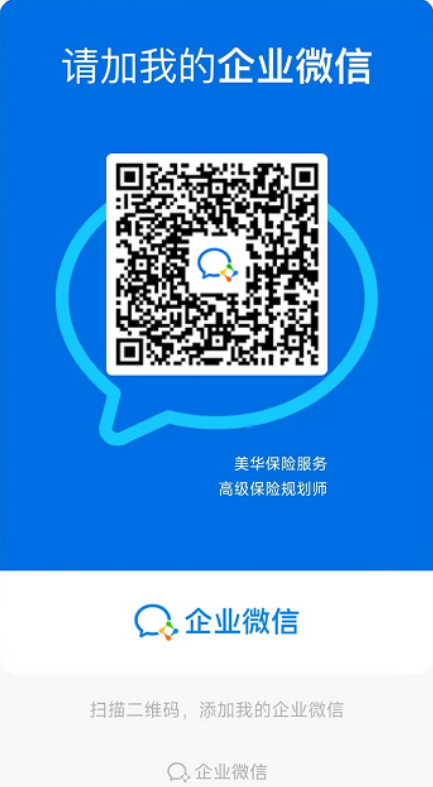 请加我的企业微信
美华保险服务
高级保险规划师
企业微信
扫描二维码，添加我的企业微信
企业微信